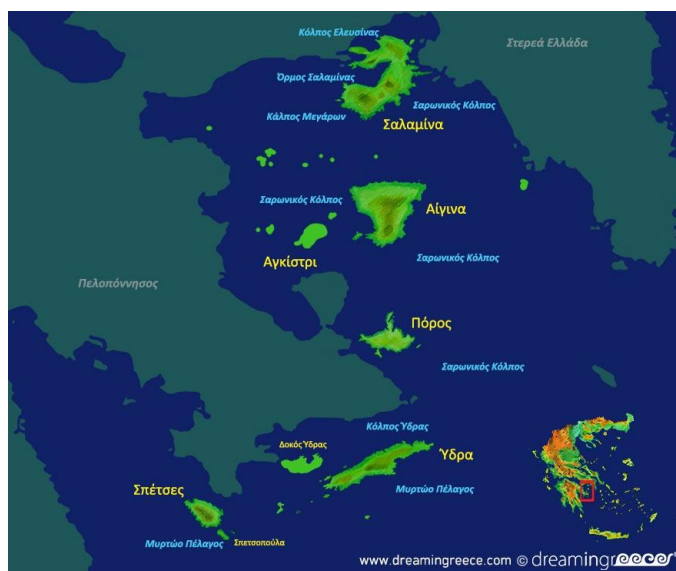 Κόλπος Ελευσίνας
Στερεά Ελλάδα
Όρμος Σαλαμίνας
Σαρωνικός Κόλπος
Κάλπος Μεγάρων
Σαλαμίνα
Σαρωνικός Κόλπος
Αίγινα
Αγκίστρι
Σαρωνικός Κόλπος
Πελοπόννησος
Πόρος
Σαρωνικός Κόλπος
Κόλπος Ύδρας
Δοκός Ύδρας
Ύδρα
Σπέτσες
Μυρτώο Πέλαγος
Μυρτώο Πέλαγος
Σπετσοπούλα
www.dreamingreece.com © dreamingreece